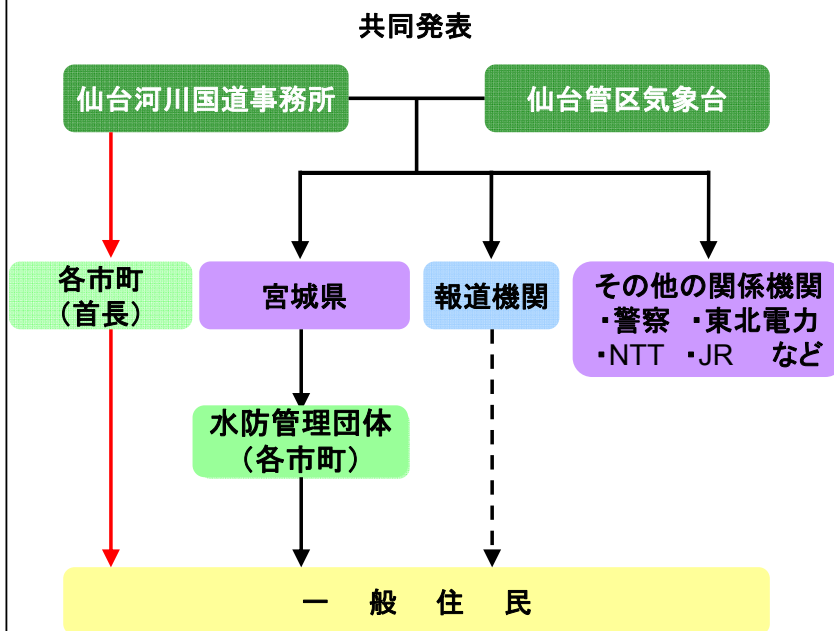 共同発表
仙台河川国道事務所
仙台管区気象台
各市町
（首長）
宮城県
報道機関
その他の関係機関
・警察 ・東北電力
・NTT ・JR など
水防管理団体
（各市町）
一 般 住 民